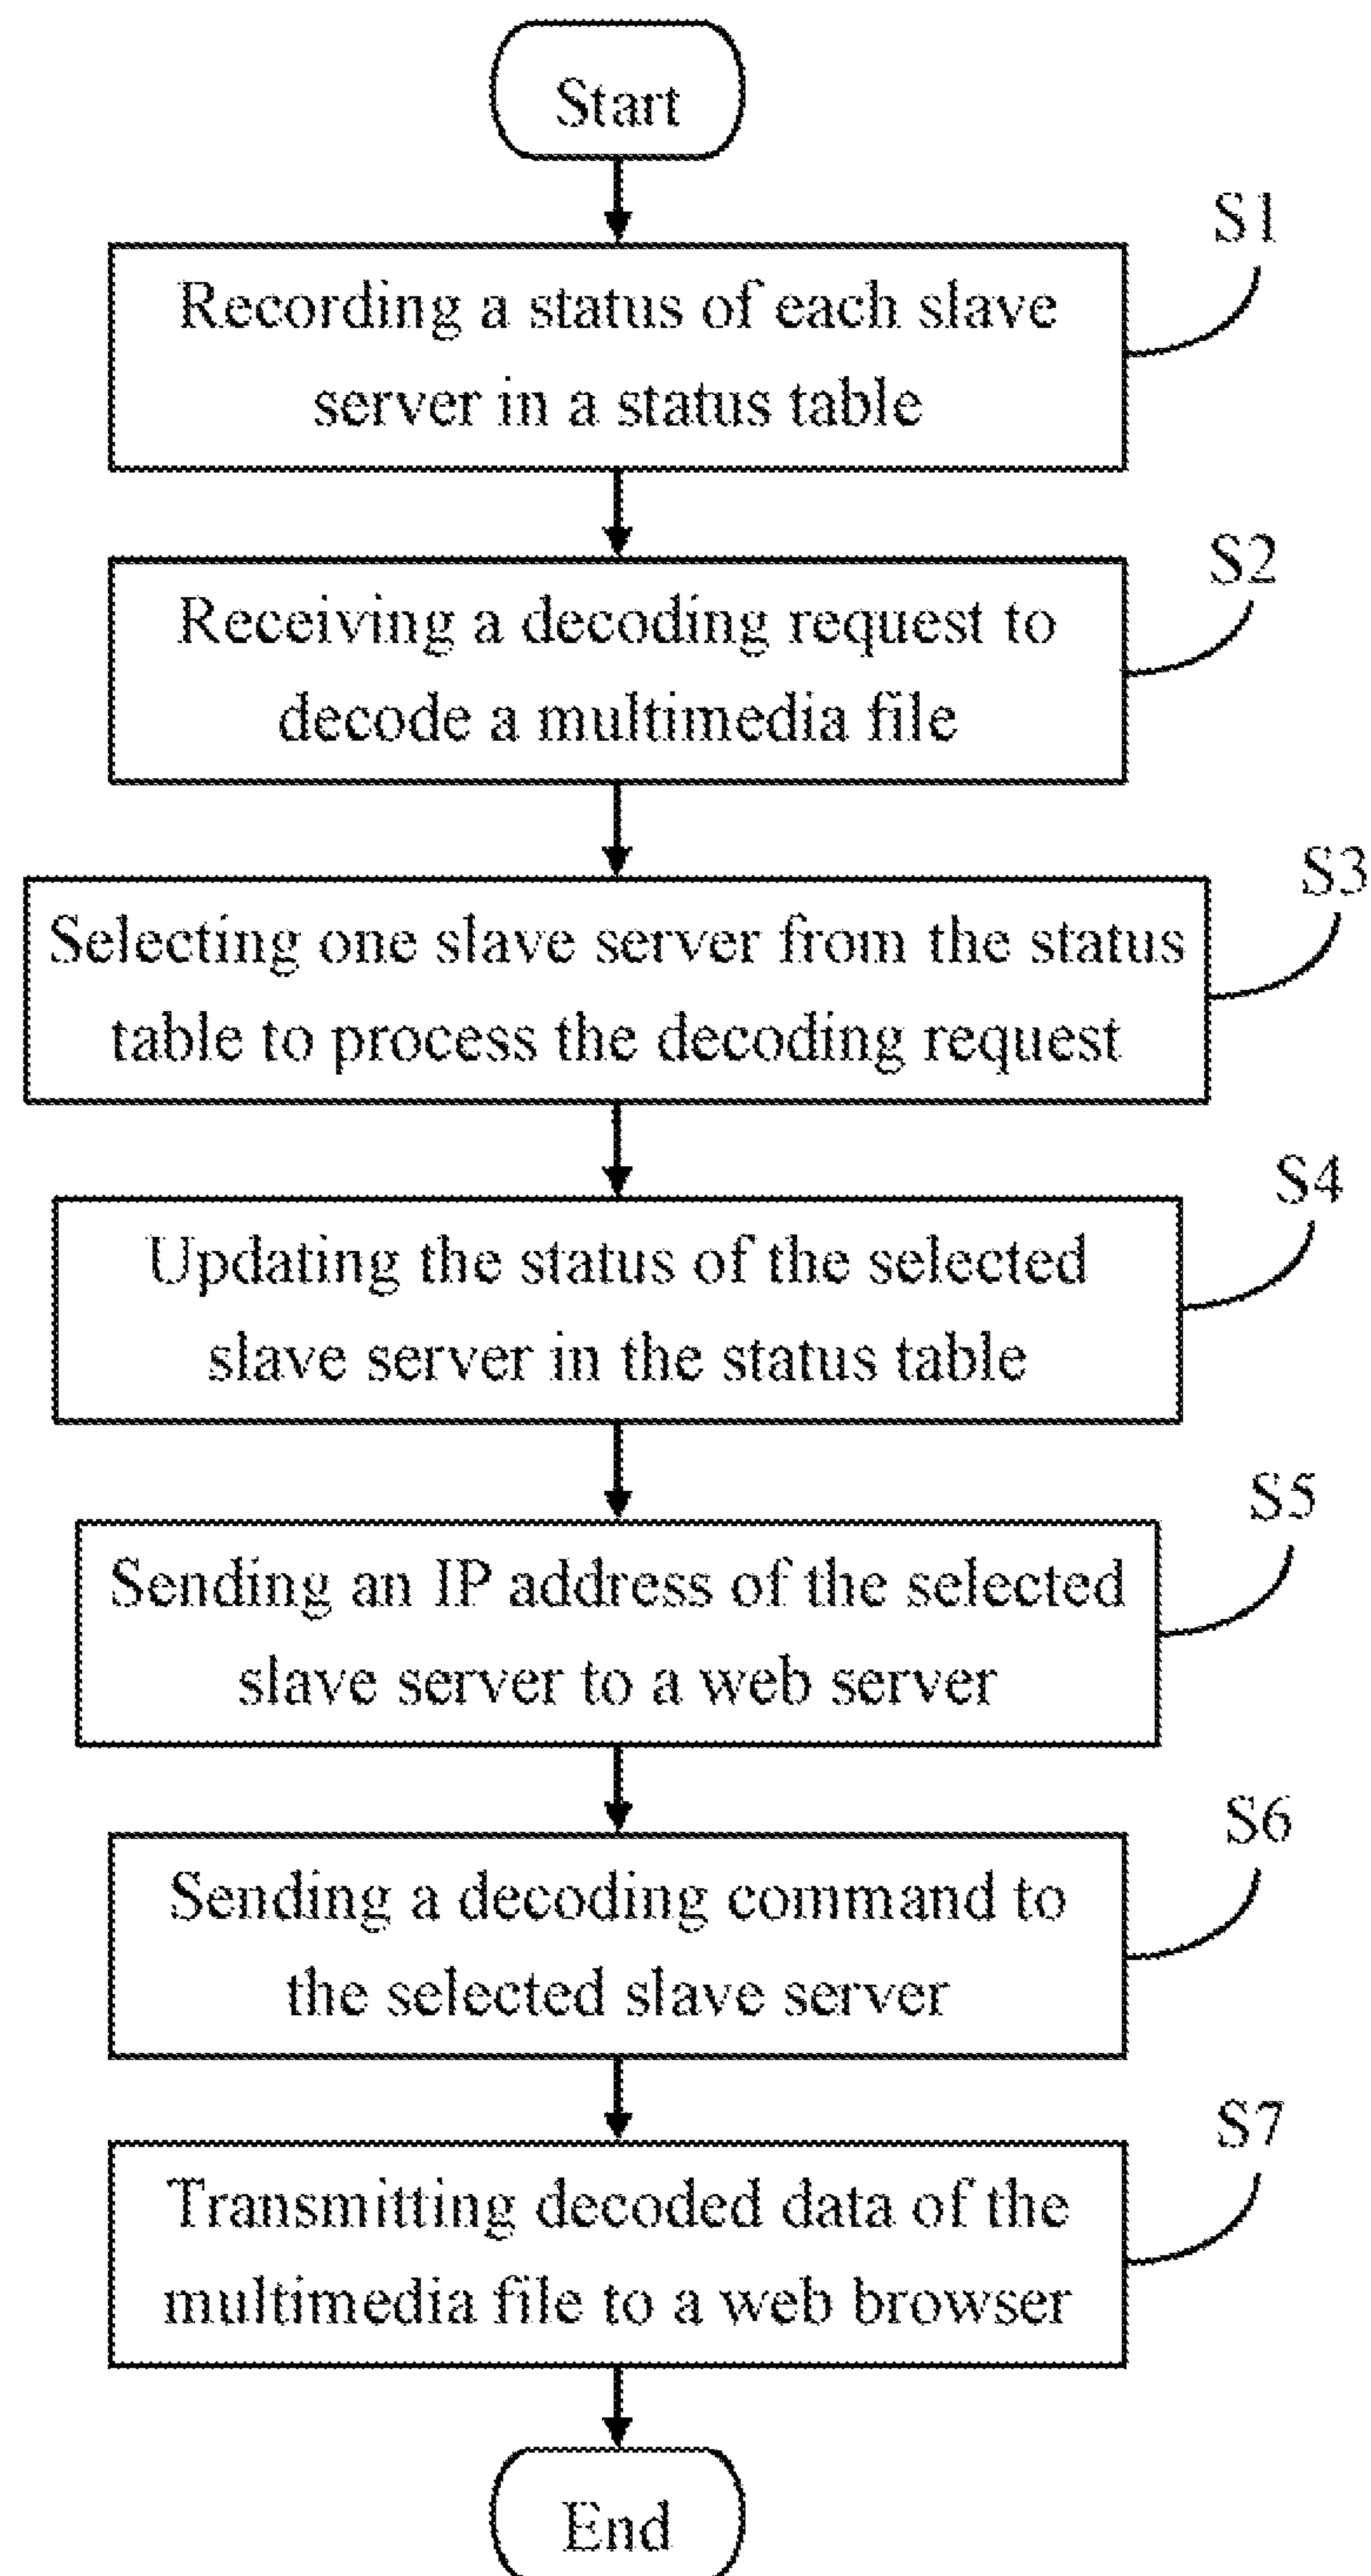 Start
S1
Recording a status of each slave
server in a status table
S2
Receiving a decoding request to
decode a multimedia file
S3
Selecting one slave server from the status
table to process the decoding request
S4
Updating the status of the selected
slave server in the status table
S5
Sending an IP address of the selected
slave server to a web server
S6
Sending a decoding command to
the selected slave server
S7
Transmitting decoded data of the
multimedia file to a web browser
End